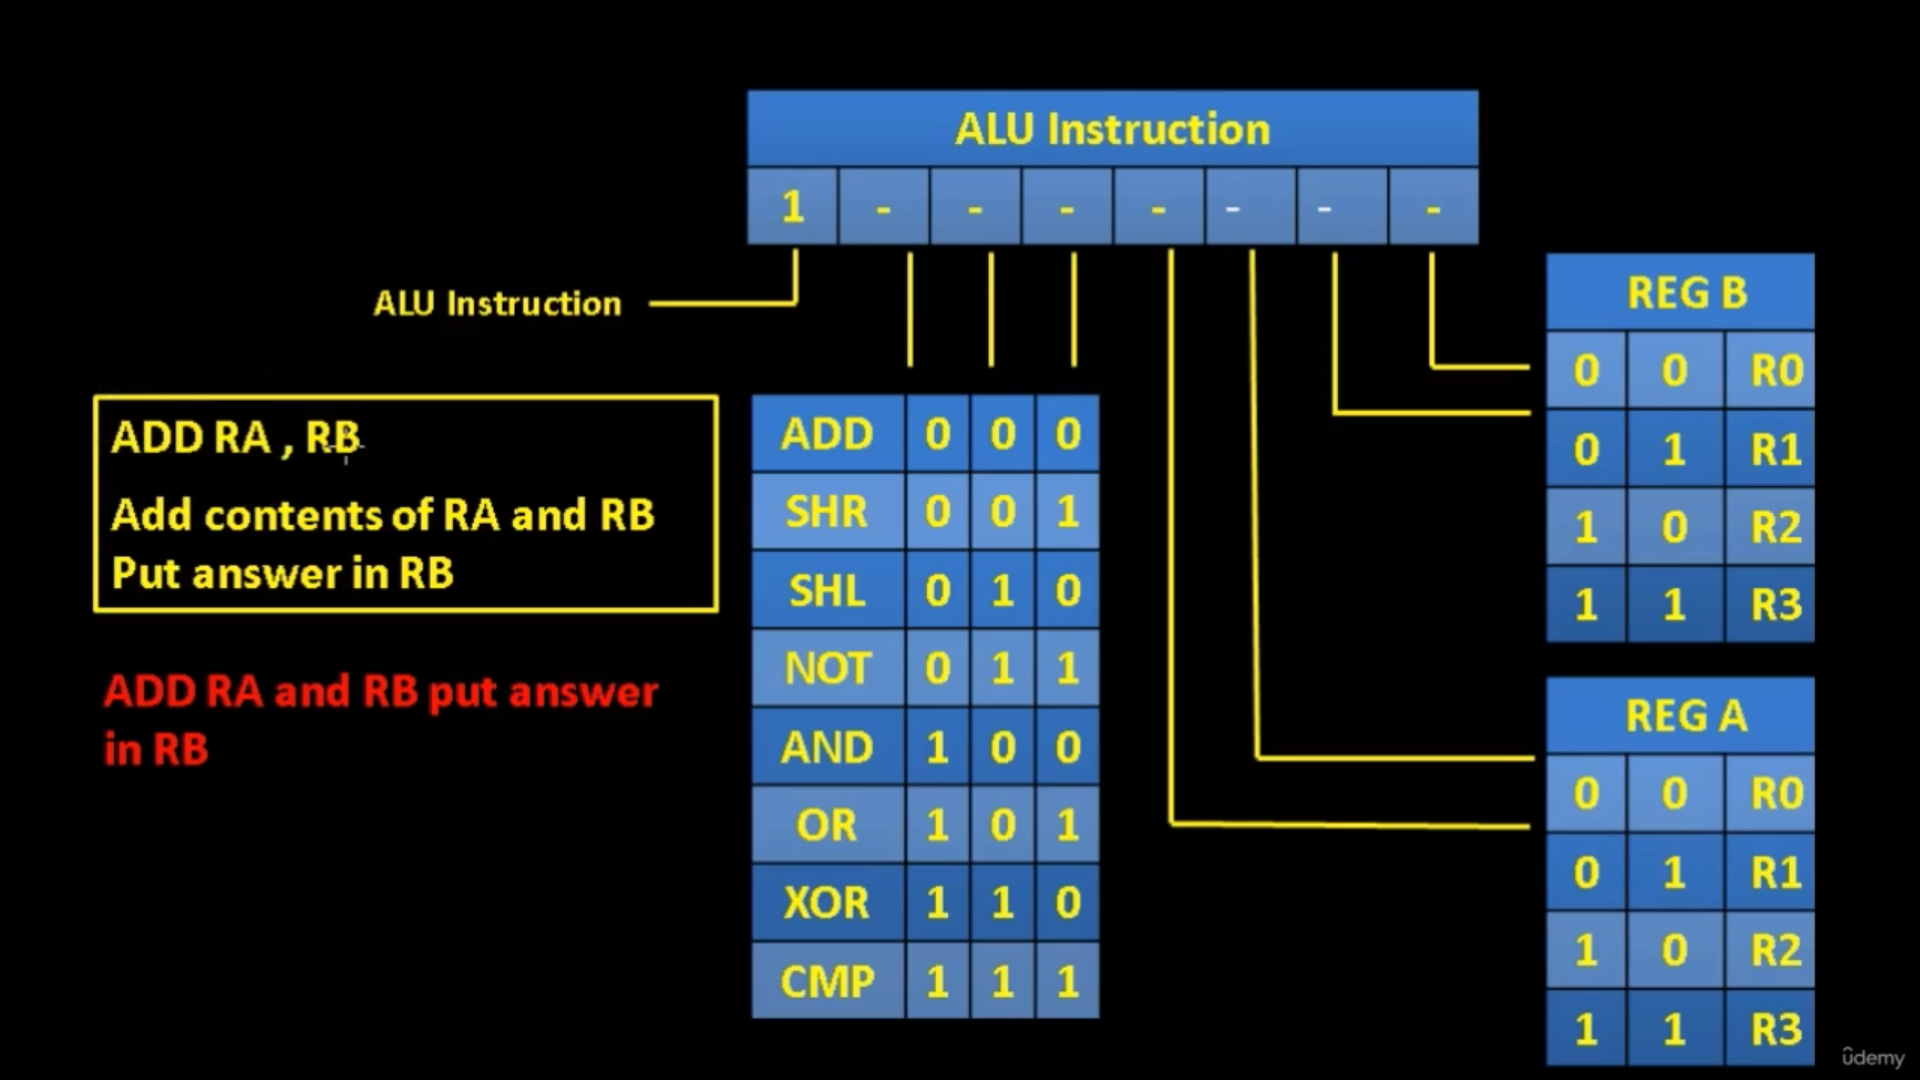 ALU Instruction
1 - - - - - - -
ALU Instruction
ADD RA , RB
Add contents of RA and RB
Put answer in RB
ADD RA and RB put answer
in RB
ADD 0 0 0
SHR 0 0 1
SHL 0 1 0
NOT 0 1 1
AND 1 0 0
OR 1 0 1
XOR 1 1 0
CMP 1 1 1
REG B
0 0 R0
0 1 R1
1 0 R2
1 1 R3
REG A
0 0 R0
0 1 R1
1 0 R2
1 1 R3
ûdemy